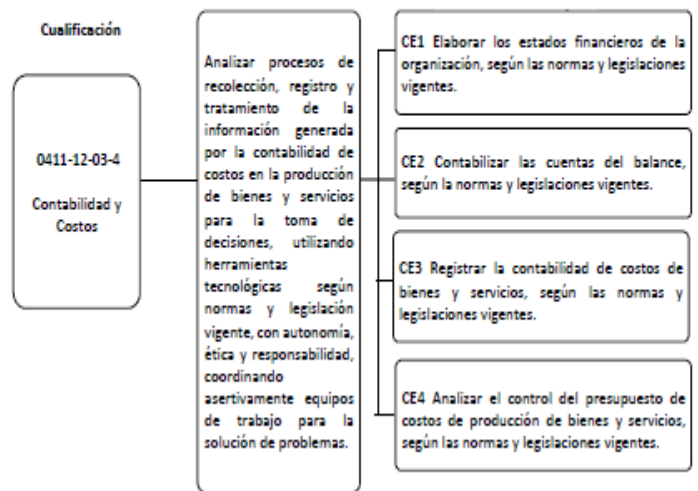 Cualificación
0411-12-03-4
Contabilidad y
Costos
Analizar procesos de
recolección, registro y
tratamiento de la
información generada
por la contabilidad de
costos en la producción
de bienes y servicios
para la toma de
decisiones, utilizando
herramientas
tecnológicas según
normas y legislación
vigente, con autonomía,
ética y responsabilidad,
coordinando
asertivamente equipos
de trabajo para la
solución de problemas.
CE1 Elaborar los estados financieros de la
organización, según las normas y legislaciones
vigentes.
CE2 Contabilizar las cuentas del balance,
según la normas y legislaciones vigentes.
CE3 Registrar la contabilidad de costos de
bienes y servicios, según las normas y
legislaciones vigentes.
CE4 Analizar el control del presupuesto de
costos de producción de bienes y servicios,
según las normas y legislaciones vigentes.